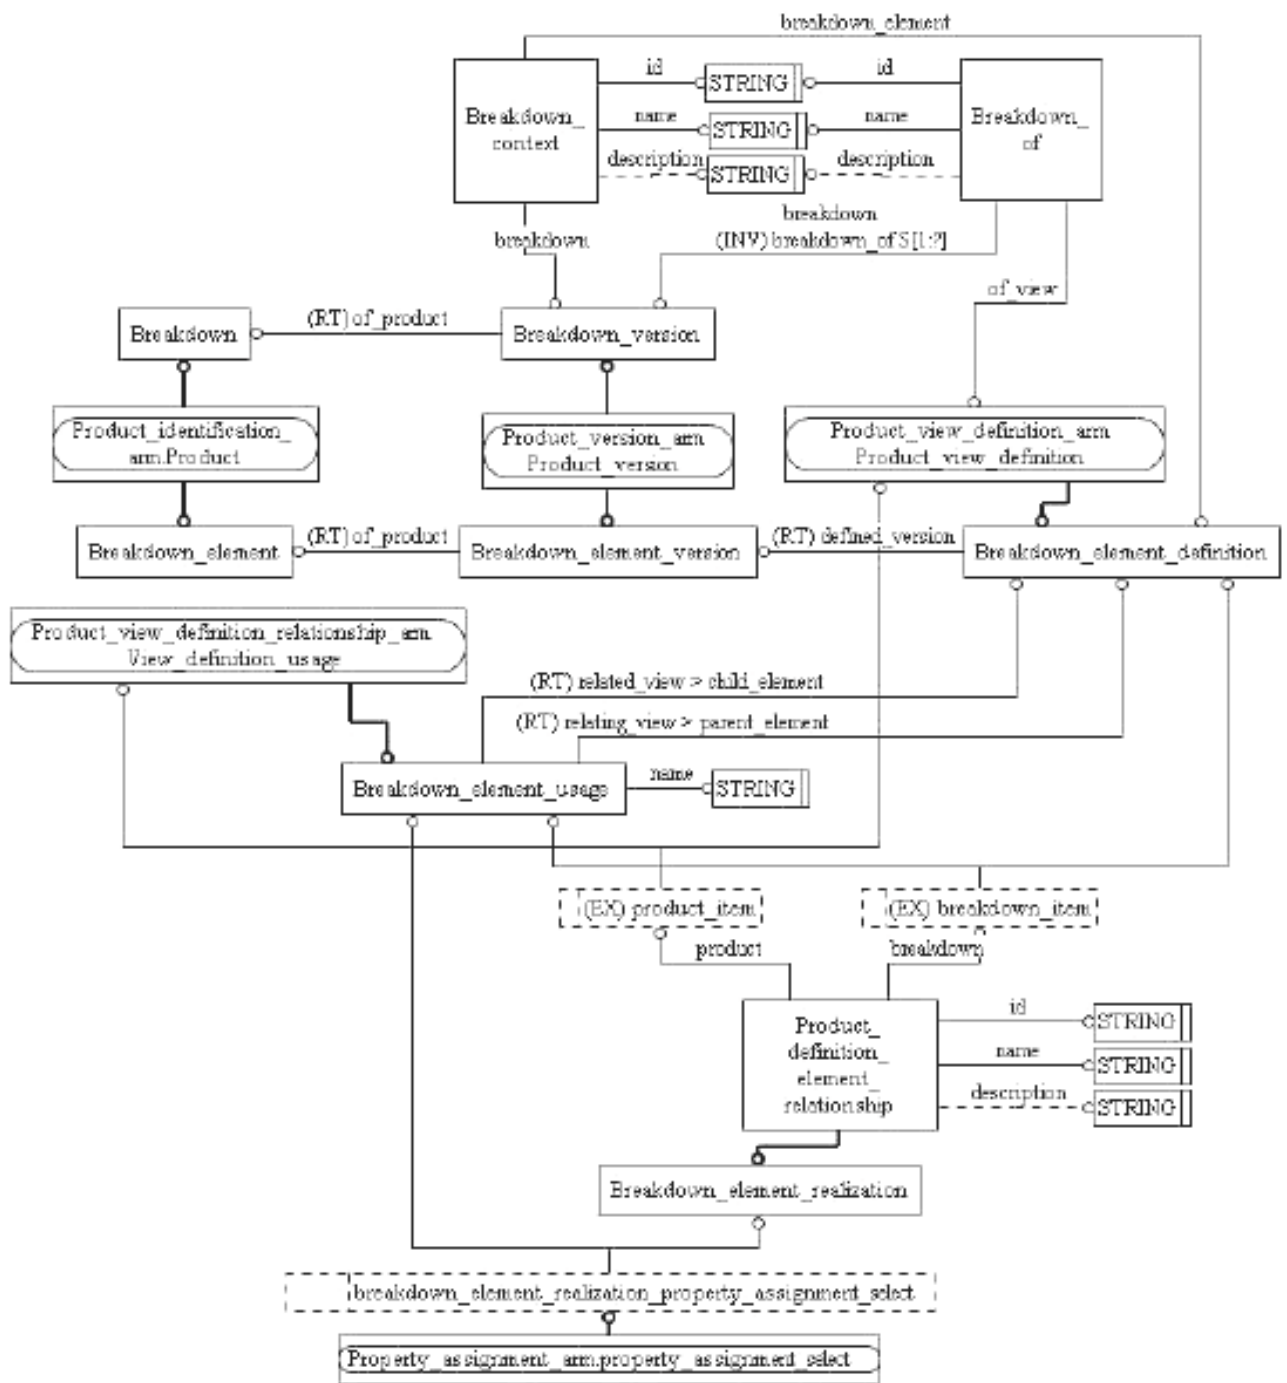 breakdown_element
id
STRING
id
Breakdown_
context
name
STRING
name
Breakdown_
of
description
STRING
description
breakdown
breakdown
(INV) breakdown_of S[1:?]
of_view
Breakdown
(RT) of_product
Breakdown_version
Product_identification_
arm.Product
Product_version_arm
Product_version
Product_view_definition_arm
Product_view_definition
Breakdown_element
(RT) of_product
Breakdown_element_version
(RT) defined_version
Breakdown_element_definition
Product_view_definition_relationship_arm.
View_definition_usage
(RT) related_view > child_element
(RT) relating_view > parent_element
Breakdown_element_usage
name
STRING
(EX) product_item
(EX) breakdown_item
product
breakdown
Product_
definition_
element_
relationship
id
STRING
name
STRING
description
STRING
Breakdown_element_realization
breakdown_element_realization_property_assignment_select
Property_assignment_arm.property_assignment_select